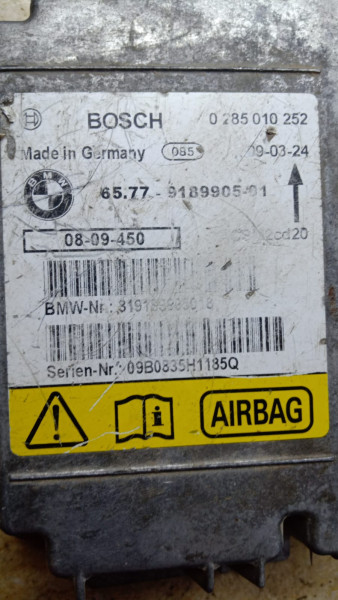 BOSCH 0 285 010 252
Made in Germany 085 09-03-24
BMW
65.77 - 9189905-01
08-09-450
BMW-Nr.:
Serien-Nr.: 09B0835H1185Q
AIRBAG